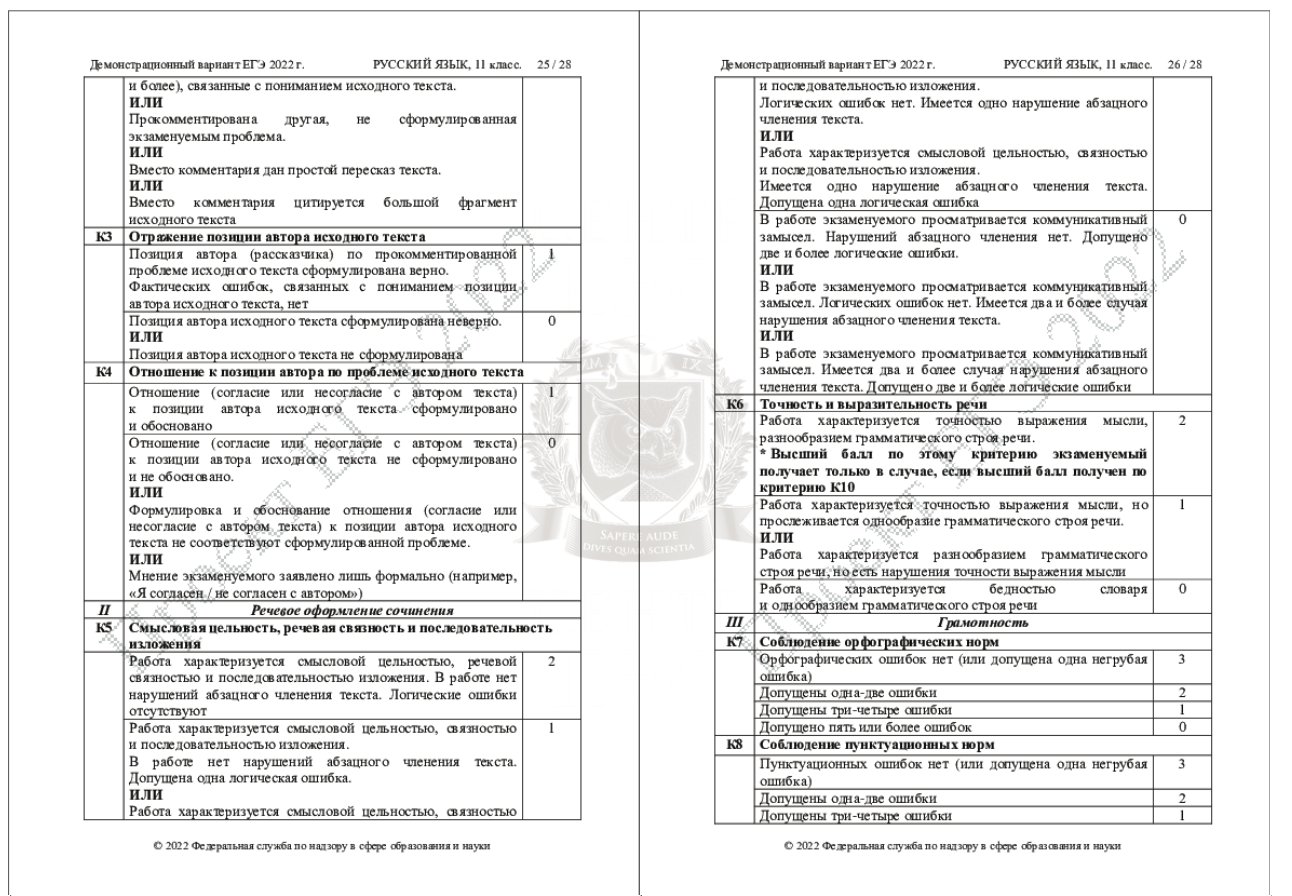 Демонстрационный вариант ЕГЭ 2022 г. РУССКИЙ ЯЗЫК, 11 класс. 25 / 28
и более), связанные с пониманием исходного текста.
ИЛИ
Прокомментирована другая, не сформулированная
экзаменуемым проблема.
ИЛИ
Вместо комментария дан простой пересказ текста.
ИЛИ
Вместо комментария цитируется большой фрагмент
исходного текста
К3 Отражение позиции автора исходного текста
Позиция автора (рассказчика) по прокомментированной 1
проблеме исходного текста сформулирована верно.
Фактических ошибок, связанных с пониманием позиции
автора исходного текста, нет
Позиция автора исходного текста сформулирована неверно. 0
ИЛИ
Позиция автора исходного текста не сформулирована
К4 Отношение к позиции автора по проблеме исходного текста
Отношение (согласие или несогласие с автором текста) 1
к позиции автора исходного текста сформулировано
и обосновано
Отношение (согласие или несогласие с автором текста) 0
к позиции автора исходного текста не сформулировано
и не обосновано.
ИЛИ
Формулировка и обоснование отношения (согласие или
несогласие с автором текста) к позиции автора исходного
текста не соответствуют сформулированной проблеме.
ИЛИ
Мнение экзаменуемого заявлено лишь формально (например,
«Я согласен / не согласен с автором»)
II Речевое оформление сочинения
К5 Смысловая цельность, речевая связность и последовательность
изложения
Работа характеризуется смысловой цельностью, речевой 2
связностью и последовательностью изложения. В работе нет
нарушений абзацного членения текста. Логические ошибки
отсутствуют
Работа характеризуется смысловой цельностью, связностью 1
и последовательностью изложения.
В работе нет нарушений абзацного членения текста.
Допущена одна логическая ошибка.
ИЛИ
Работа характеризуется смысловой цельностью, связностью
© 2022 Федеральная служба по надзору в сфере образования и науки
Проект ЕГЭ 2022
Демонстрационный вариант ЕГЭ 2022 г. РУССКИЙ ЯЗЫК, 11 класс. 26 / 28
и последовательностью изложения.
Логических ошибок нет. Имеется одно нарушение абзацного
членения текста.
ИЛИ
Работа характеризуется смысловой цельностью, связностью
и последовательностью изложения.
Имеется одно нарушение абзацного членения текста.
Допущена одна логическая ошибка
В работе экзаменуемого просматривается коммуникативный 0
замысел. Нарушений абзацного членения нет. Допущено
две и более логические ошибки.
ИЛИ
В работе экзаменуемого просматривается коммуникативный
замысел. Логических ошибок нет. Имеется два и более случая
нарушения абзацного членения текста.
ИЛИ
В работе экзаменуемого просматривается коммуникативный
замысел. Имеется два и более случая нарушения абзацного
членения текста. Допущено две и более логические ошибки
К6 Точность и выразительность речи
Работа характеризуется точностью выражения мысли, 2
разнообразием грамматического строя речи.
* Высший балл по этому критерию экзаменуемый
получает только в случае, если высший балл получен по
критерию К10
Работа характеризуется точностью выражения мысли, но 1
прослеживается однообразие грамматического строя речи.
ИЛИ
Работа характеризуется разнообразием грамматического
строя речи, но есть нарушения точности выражения мысли
Работа характеризуется бедностью словаря 0
и однообразием грамматического строя речи
III Грамотность
К7 Соблюдение орфографических норм
Орфографических ошибок нет (или допущена одна негрубая 3
ошибка)
Допущены одна-две ошибки 2
Допущены три-четыре ошибки 1
Допущено пять или более ошибок 0
К8 Соблюдение пунктуационных норм
Пунктуационных ошибок нет (или допущена одна негрубая 3
ошибка)
Допущены одна-две ошибки 2
Допущены три-четыре ошибки 1
© 2022 Федеральная служба по надзору в сфере образования и науки
Проект ЕГЭ 2022
SAPERE AUDE
DIVES QUAM SCIENTIA